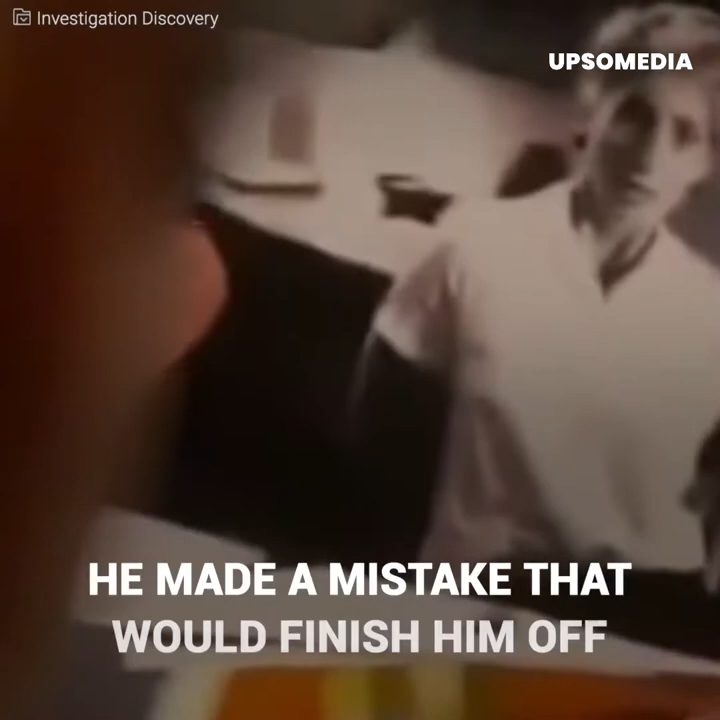 Investigation Discovery
UPSOMEDIA
HE MADE A MISTAKE THAT
WOULD FINISH HIM OFF